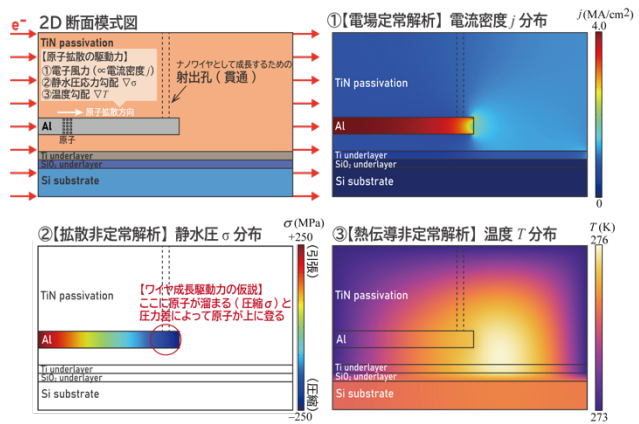 2D 断面模式図
e⁻
TiN passivation
【原子拡散の駆動力】
①電子風力 (∝電流密度 j)
②静水圧応力勾配 ∇σ
③温度勾配 ∇T
原子拡散方向
Al
原子
ナノワイヤとして成長するための
射出孔 ( 貫通 )
Ti underlayer
SiO₂ underlayer
Si substrate
①【電場定常解析】電流密度 j 分布
j (MA/cm2)
4.0
TiN passivation
Al
Ti underlayer
SiO₂ underlayer
Si substrate
0
②【拡散非定常解析】静水圧 σ 分布
σ (MPa)
+250
(引張)
TiN passivation
【ワイヤ成長駆動力の仮説】
ここに原子が溜まる ( 圧縮 σ ) と
圧力差によって原子が上に登る
Al
Ti underlayer
SiO₂ underlayer
Si substrate
(圧縮)
−250
③【熱伝導非定常解析】温度 T 分布
T (K)
276
TiN passivation
Al
Ti underlayer
SiO₂ underlayer
Si substrate
273